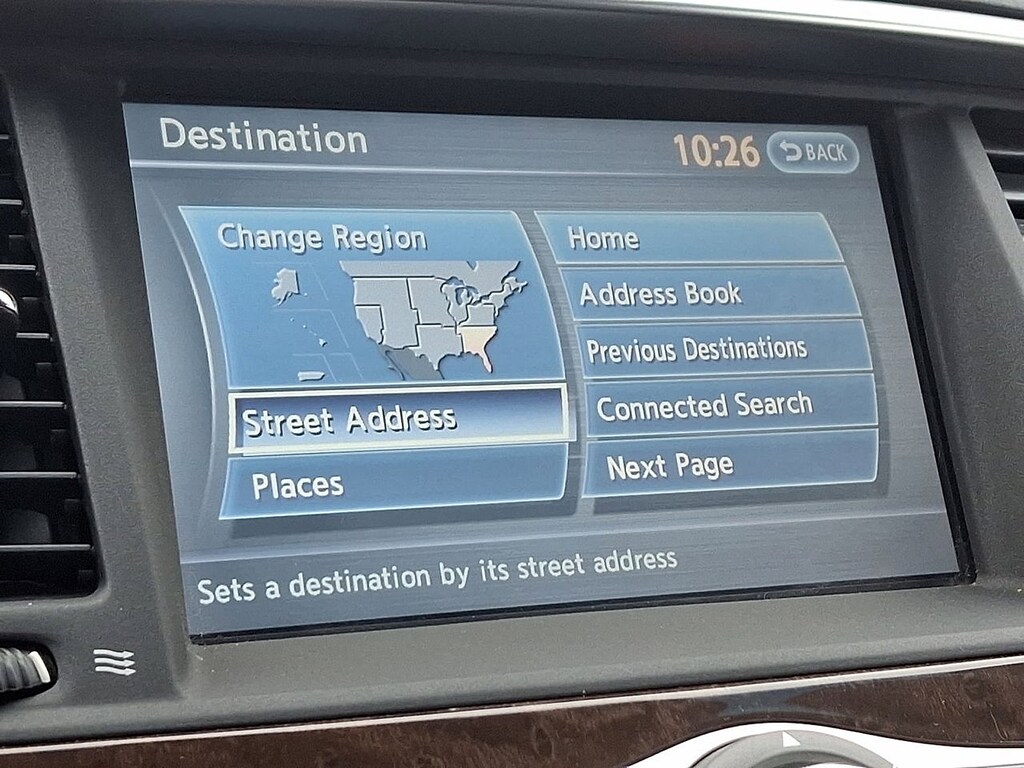 Destination
10:26
BACK
Change Region
Street Address
Places
Home
Address Book
Previous Destinations
Connected Search
Next Page
Sets a destination by its street address